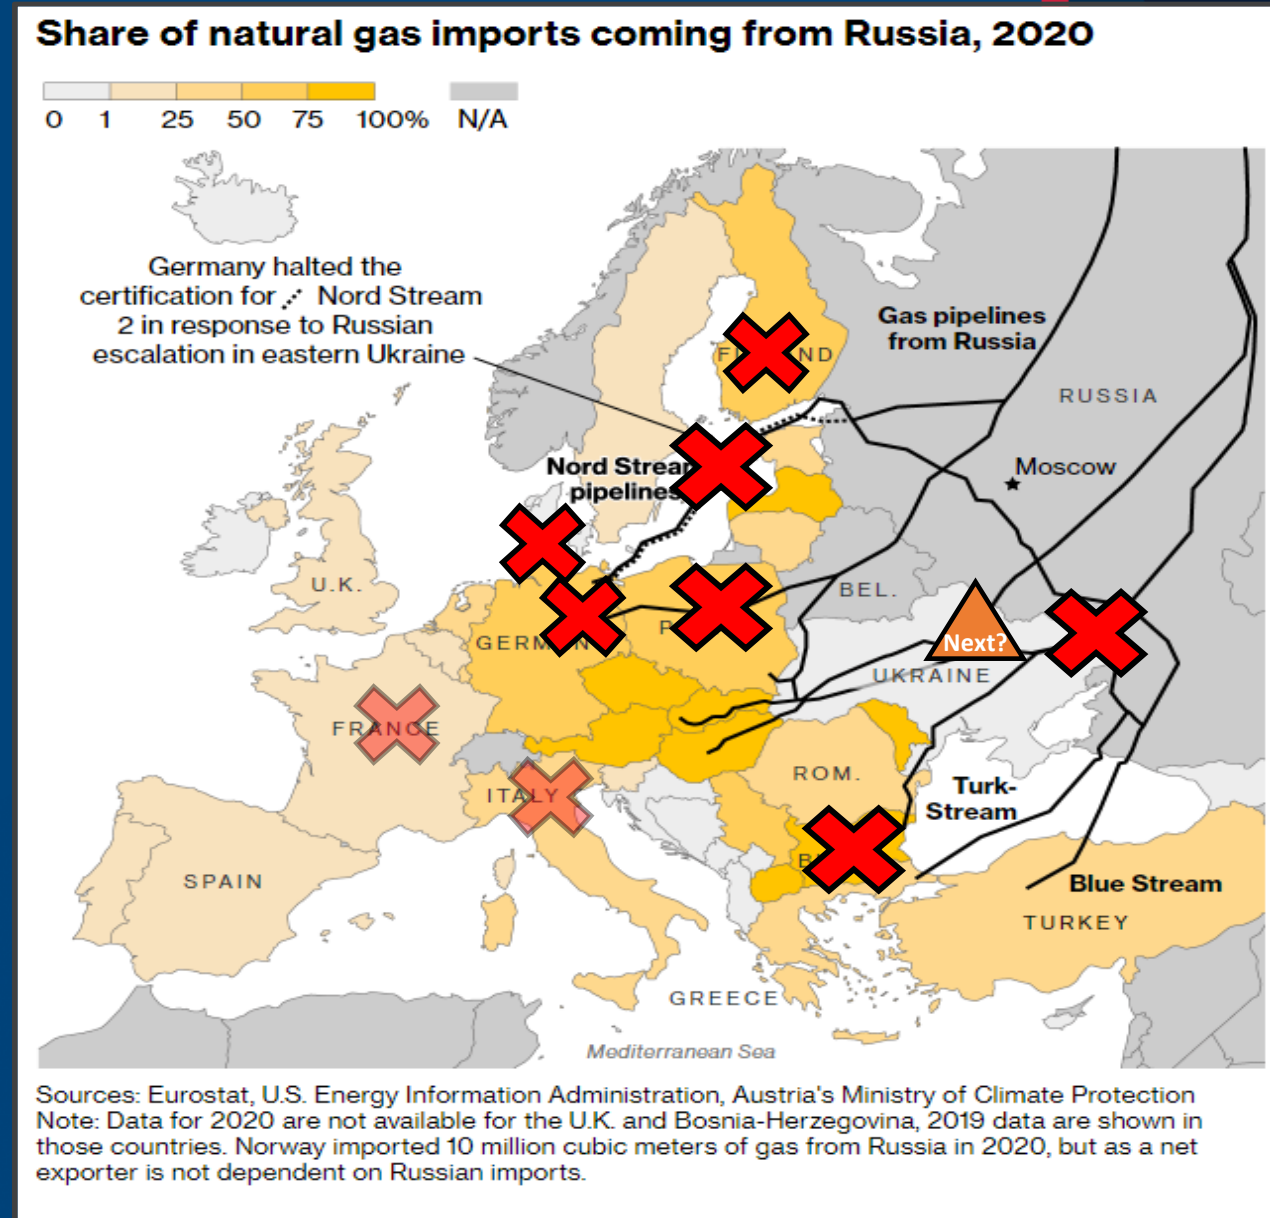 Share of natural gas imports coming from Russia, 2020
0 1 25 50 75 100% N/A
Germany halted the
certification for Nord Stream
2 in response to Russian
escalation in eastern Ukraine
Gas pipelines
from Russia
RUSSIA
Moscow
Nord Strea
pipelines
U.K.
BEL.
Next?
GERM
UKRAINE
FRANCE
ITALY
ROM.
Turk-
Stream
SPAIN
Blue Stream
TURKEY
GREECE
Mediterranean Sea
Sources: Eurostat, U.S. Energy Information Administration, Austria's Ministry of Climate Protection
Note: Data for 2020 are not available for the U.K. and Bosnia-Herzegovina, 2019 data are shown in
those countries. Norway imported 10 million cubic meters of gas from Russia in 2020, but as a net
exporter is not dependent on Russian imports.